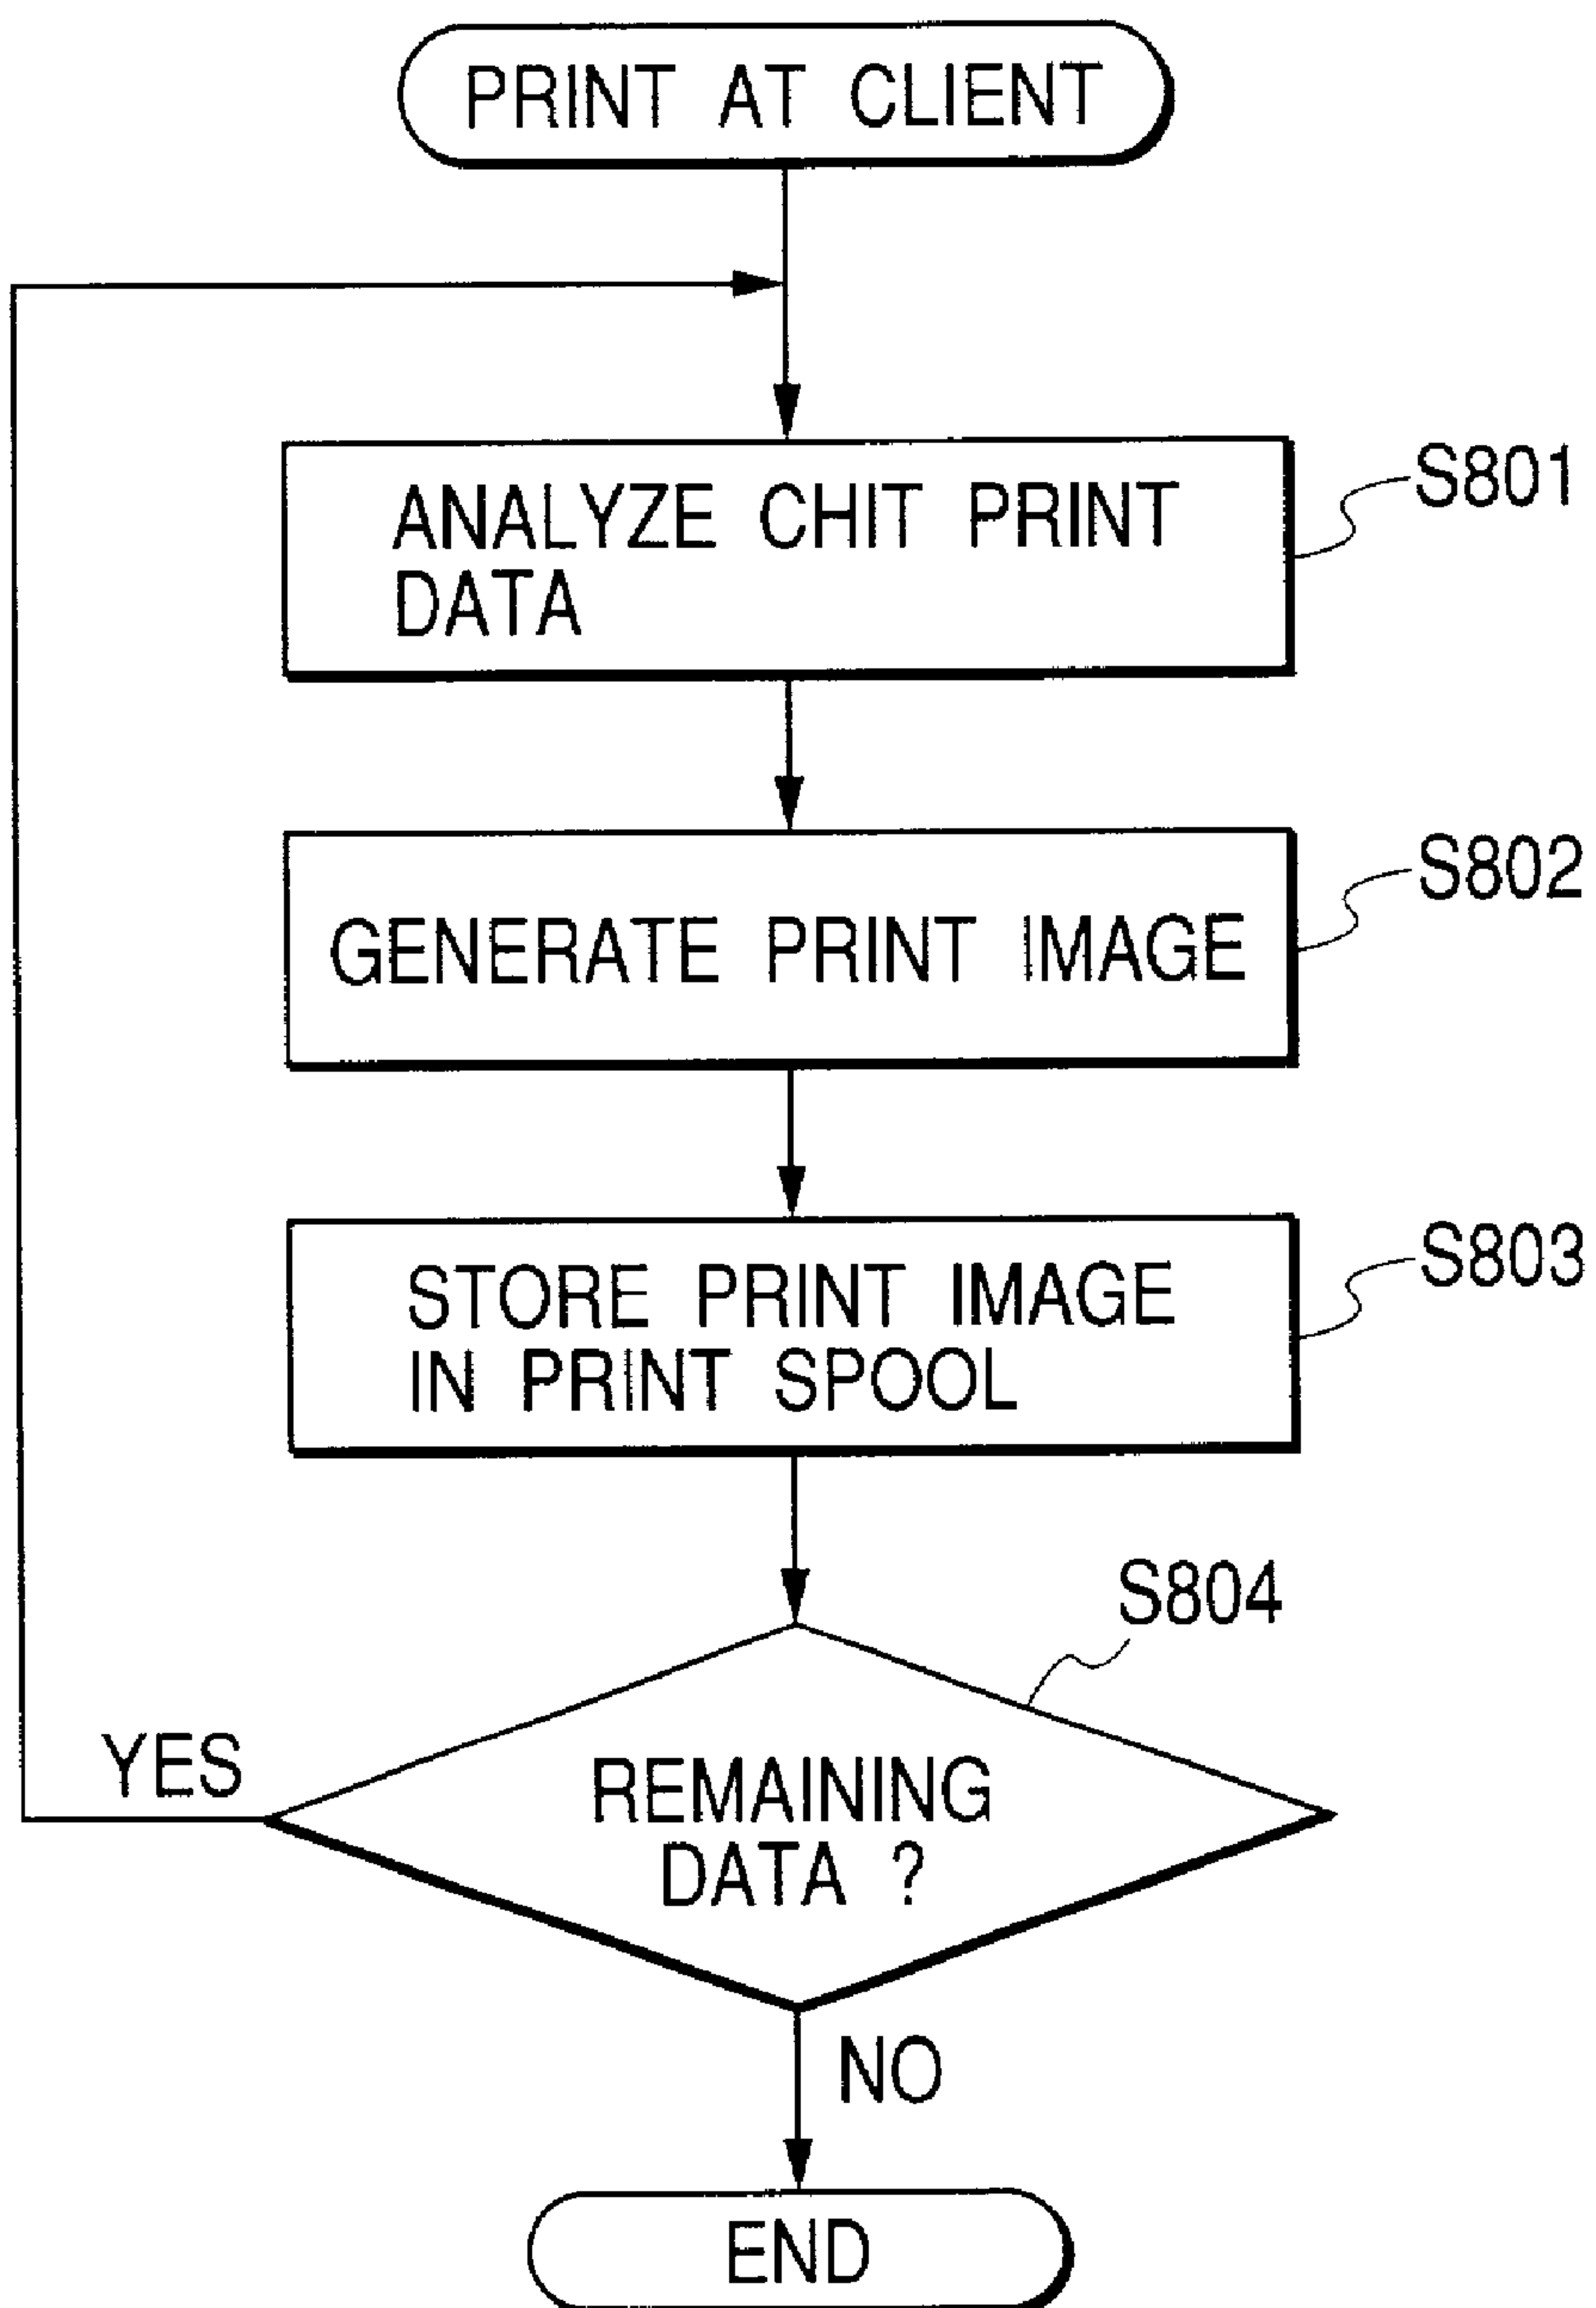 PRINT AT CLIENT
ANALYZE CHIT PRINT
DATA
S801
GENERATE PRINT IMAGE
S802
STORE PRINT IMAGE
IN PRINT SPOOL
S803
S804
REMAINING
DATA ?
YES
NO
END